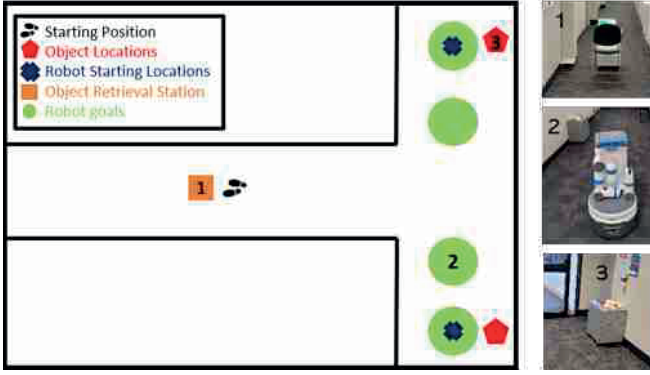 Starting Position
Object Locations
Robot Starting Locations
Object Retrieval Station
Robot goals
3
1
2
1
2
3